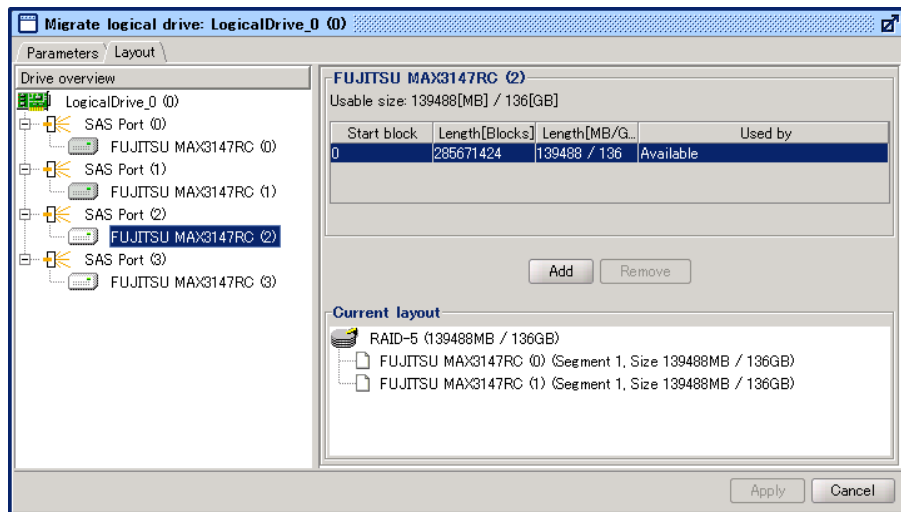 Migrate logical drive: LogicalDrive_0 (0)
Parameters Layout
Drive overview
LogicalDrive_0 (0)
SAS Port (0)
FUJITSU MAX3147RC (0)
SAS Port (1)
FUJITSU MAX3147RC (1)
SAS Port (2)
FUJITSU MAX3147RC (2)
SAS Port (3)
FUJITSU MAX3147RC (3)
FUJITSU MAX3147RC (2)
Usable size: 139488[MB] / 136[GB]
Start block Length[Blocks] Length[MB/G... Used by
0 285671424 139488 / 136 Available
Add Remove
Current layout
RAID-5 (139488MB / 136GB)
FUJITSU MAX3147RC (0) (Segment 1, Size 139488MB / 136GB)
FUJITSU MAX3147RC (1) (Segment 1, Size 139488MB / 136GB)
Apply Cancel